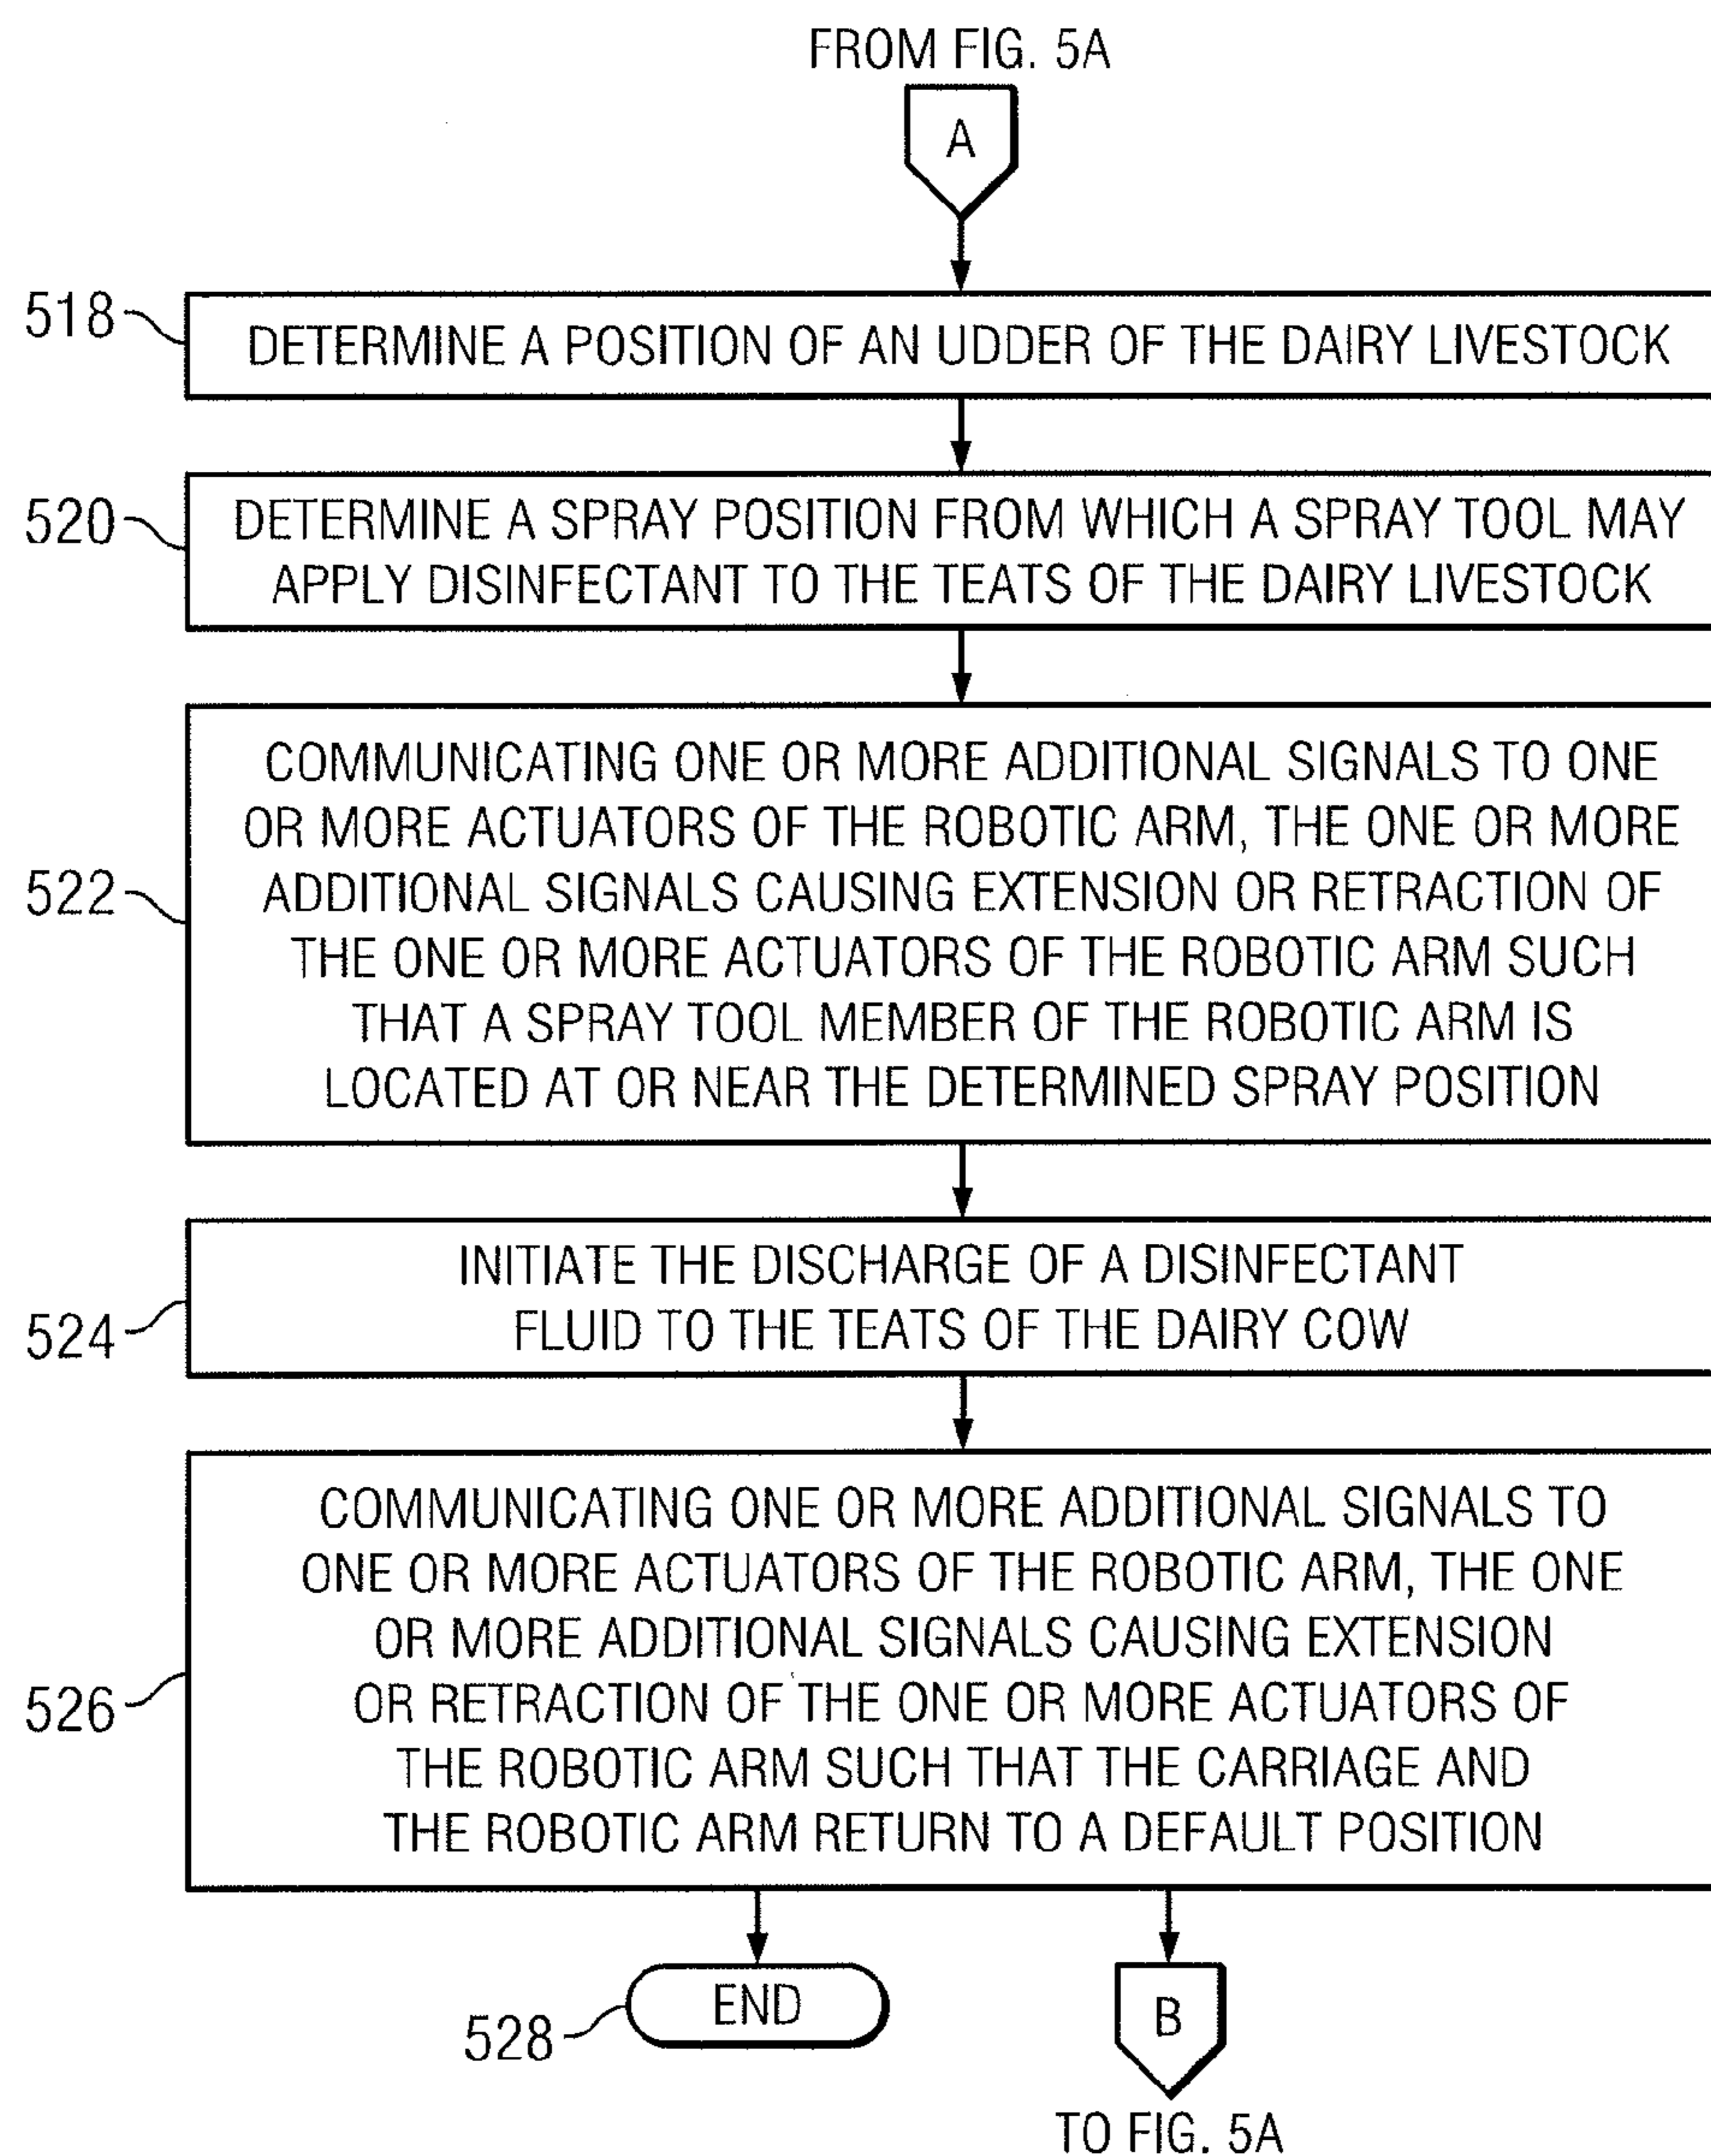 FROM FIG. 5A
A
518
DETERMINE A POSITION OF AN UDDER OF THE DAIRY LIVESTOCK
520
DETERMINE A SPRAY POSITION FROM WHICH A SPRAY TOOL MAY
APPLY DISINFECTANT TO THE TEATS OF THE DAIRY LIVESTOCK
522
COMMUNICATING ONE OR MORE ADDITIONAL SIGNALS TO ONE
OR MORE ACTUATORS OF THE ROBOTIC ARM, THE ONE OR MORE
ADDITIONAL SIGNALS CAUSING EXTENSION OR RETRACTION OF
THE ONE OR MORE ACTUATORS OF THE ROBOTIC ARM SUCH
THAT A SPRAY TOOL MEMBER OF THE ROBOTIC ARM IS
LOCATED AT OR NEAR THE DETERMINED SPRAY POSITION
524
INITIATE THE DISCHARGE OF A DISINFECTANT
FLUID TO THE TEATS OF THE DAIRY COW
526
COMMUNICATING ONE OR MORE ADDITIONAL SIGNALS TO
ONE OR MORE ACTUATORS OF THE ROBOTIC ARM, THE ONE
OR MORE ADDITIONAL SIGNALS CAUSING EXTENSION
OR RETRACTION OF THE ONE OR MORE ACTUATORS OF
THE ROBOTIC ARM SUCH THAT THE CARRIAGE AND
THE ROBOTIC ARM RETURN TO A DEFAULT POSITION
528
END
B
TO FIG. 5A